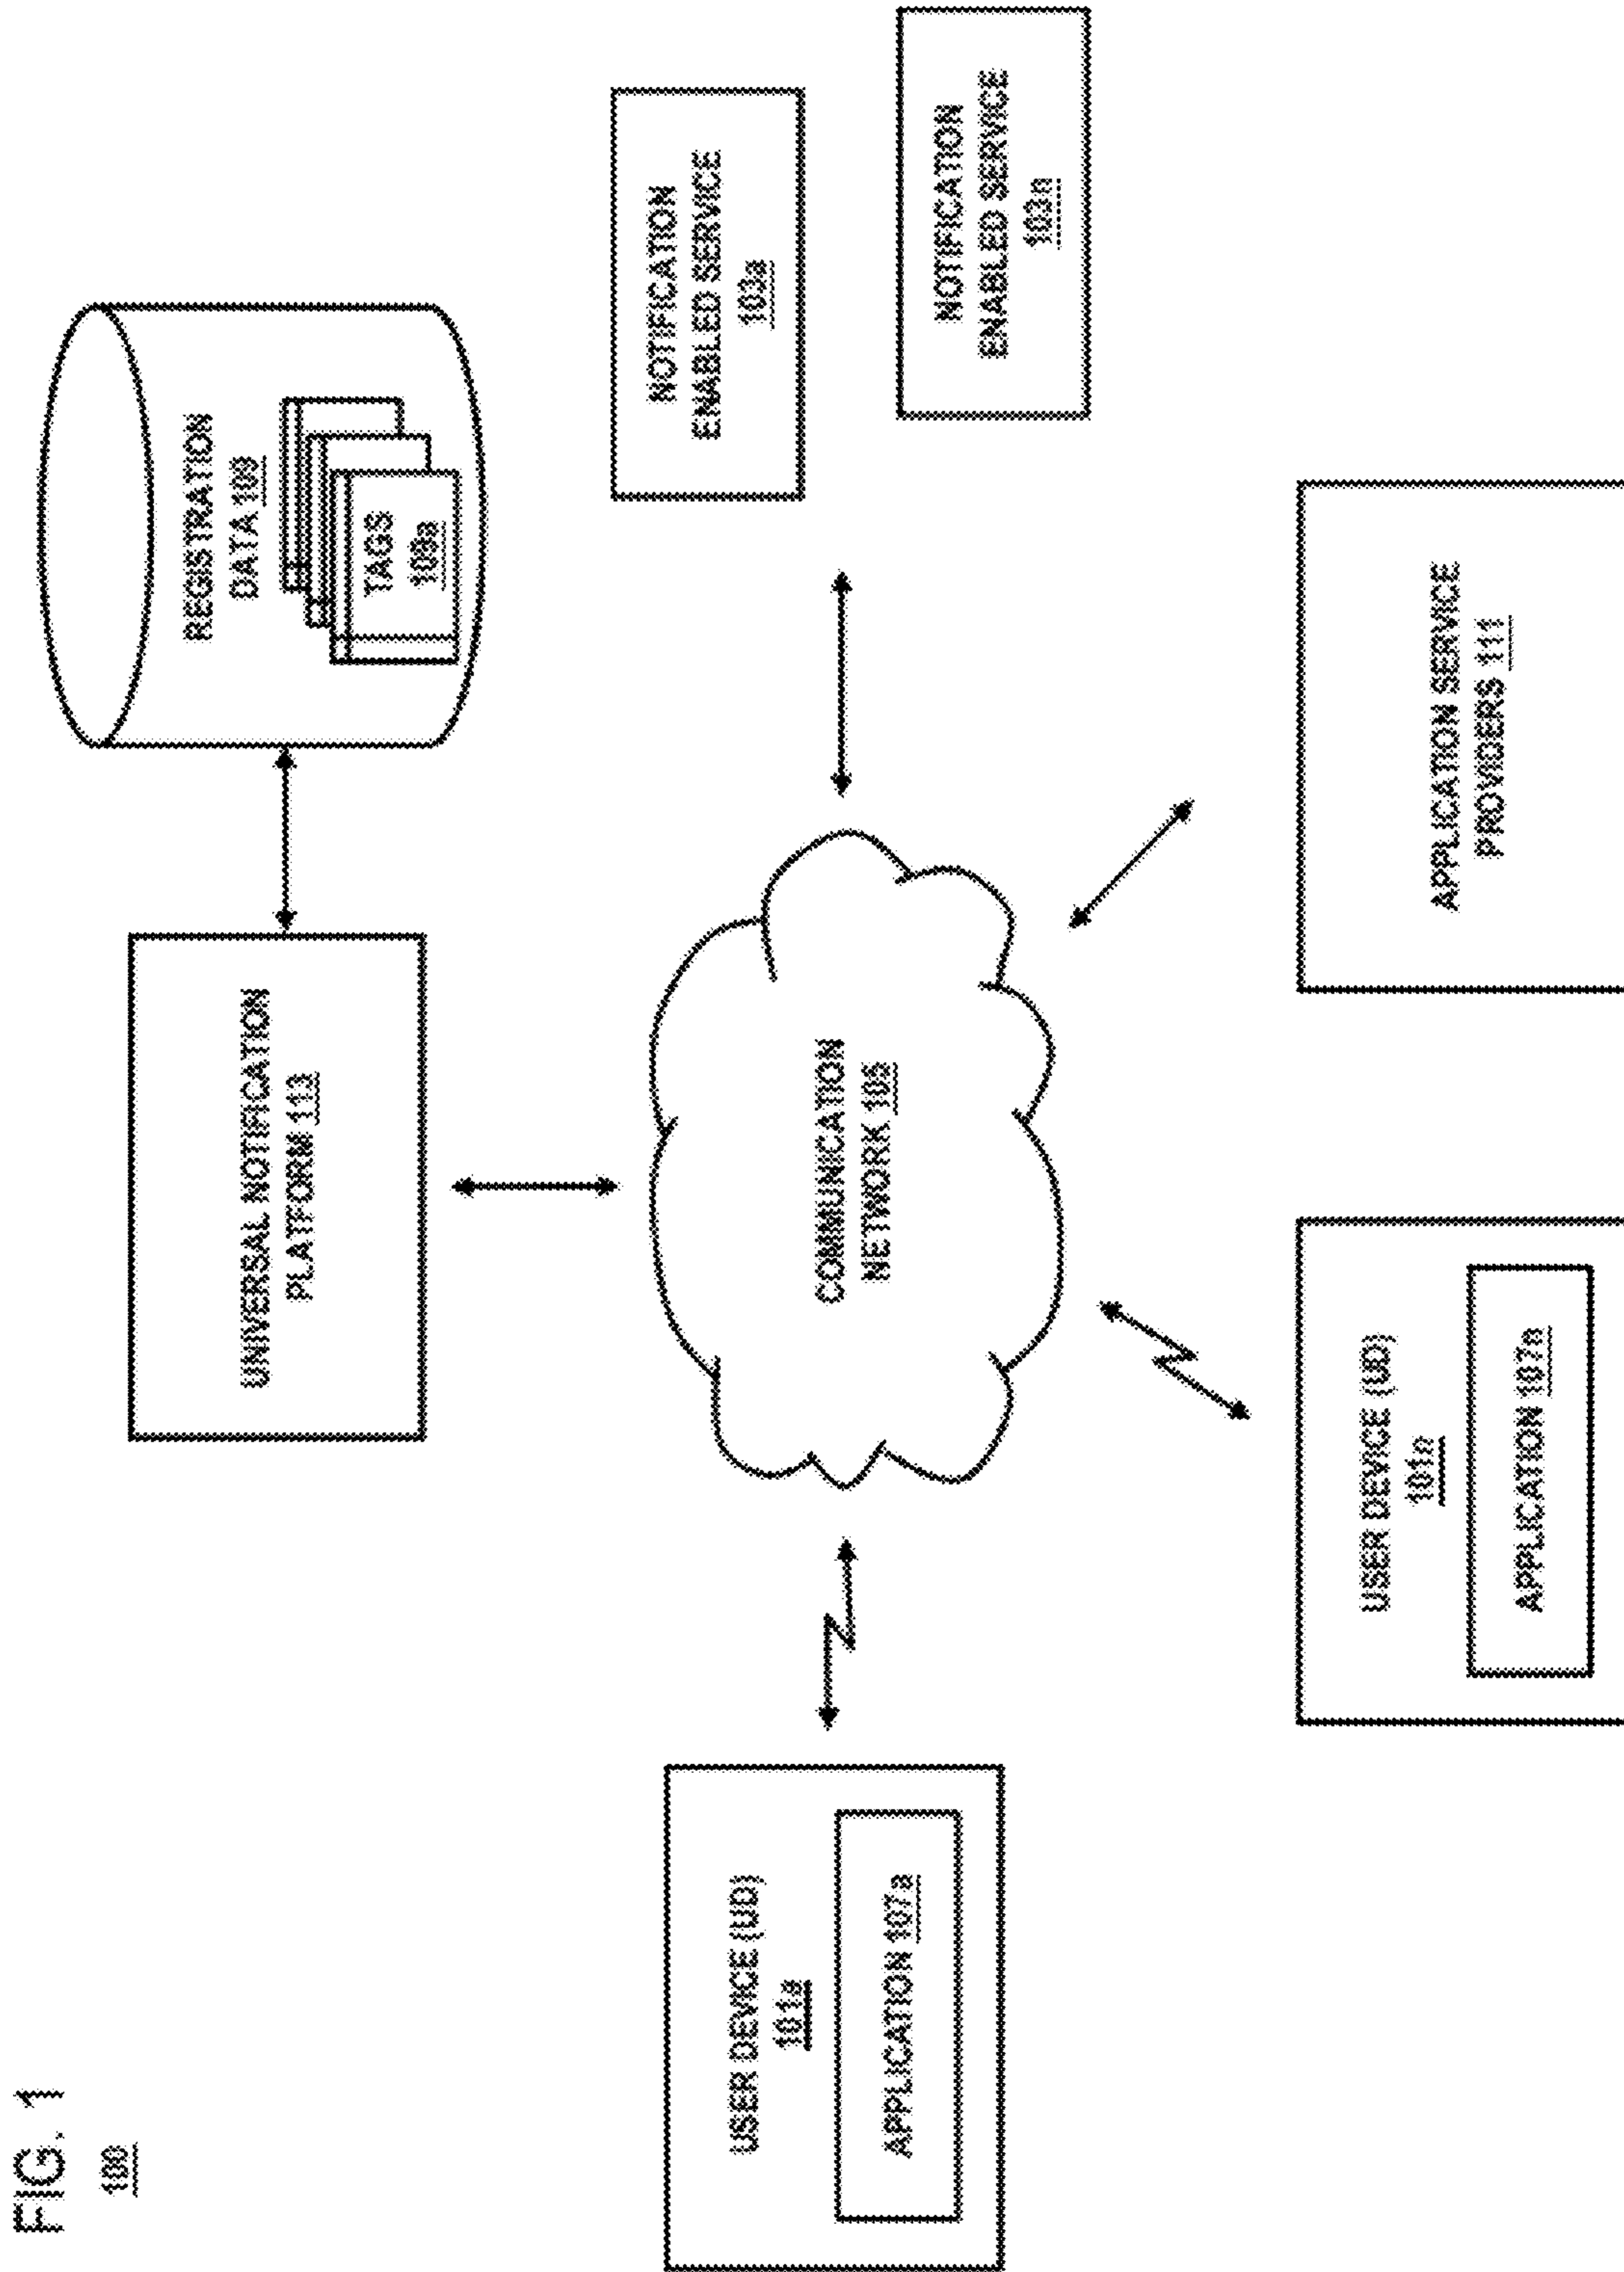 FIG. 1
100
UNIVERSAL NOTIFICATION
PLATFORM 113
REGISTRATION
DATA 109
TAGS
109a
USER DEVICE (UD)
101a
APPLICATION 107a
COMMUNICATION
NETWORK 105
NOTIFICATION
ENABLED SERVICE
103a
NOTIFICATION
ENABLED SERVICE
103n
USER DEVICE (UD)
101n
APPLICATION 107n
APPLICATION SERVICE
PROVIDERS 111